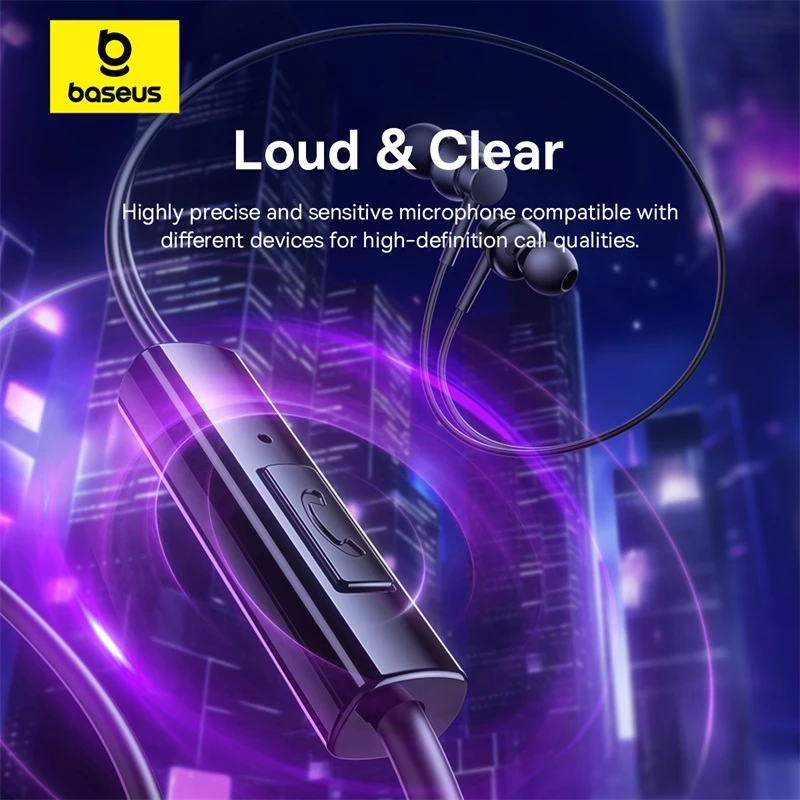 baseus
Loud & Clear
Highly precise and sensitive microphone compatible with
different devices for high-definition call qualities.